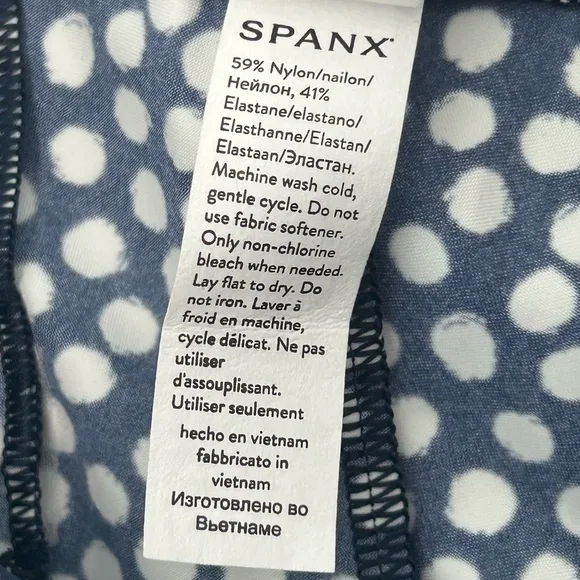 SPANX®
59% Nylon/nailon/
Нейлон, 41%
Elastane/elastano/
Elasthanne/Elastan/
Elastaan/Эластан.
Machine wash cold,
gentle cycle. Do not
use fabric softener.
Only non-chlorine
bleach when needed.
Lay flat to dry. Do
not iron. Laver à
froid en machine,
cycle délicat. Ne pas
utiliser
d'assouplissant.
Utiliser seulement
hecho en vietnam
fabbricato in
vietnam
Изготовлено во
Вьетнаме